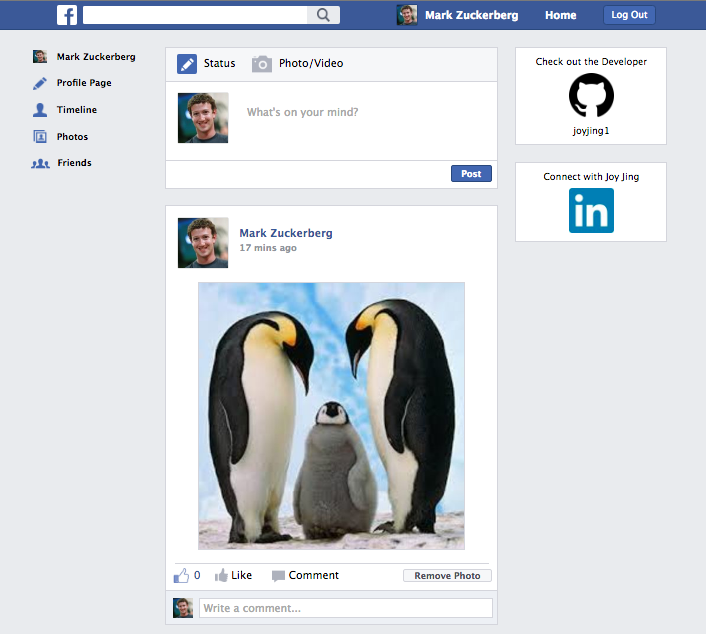 f
Mark Zuckerberg Home Log Out
Mark Zuckerberg
Profile Page
Timeline
Photos
Friends
Status Photo/Video
What's on your mind?
Post
Mark Zuckerberg
17 mins ago
0 Like Comment Remove Photo
Write a comment...
Check out the Developer
joyjing1
Connect with Joy Jing
in